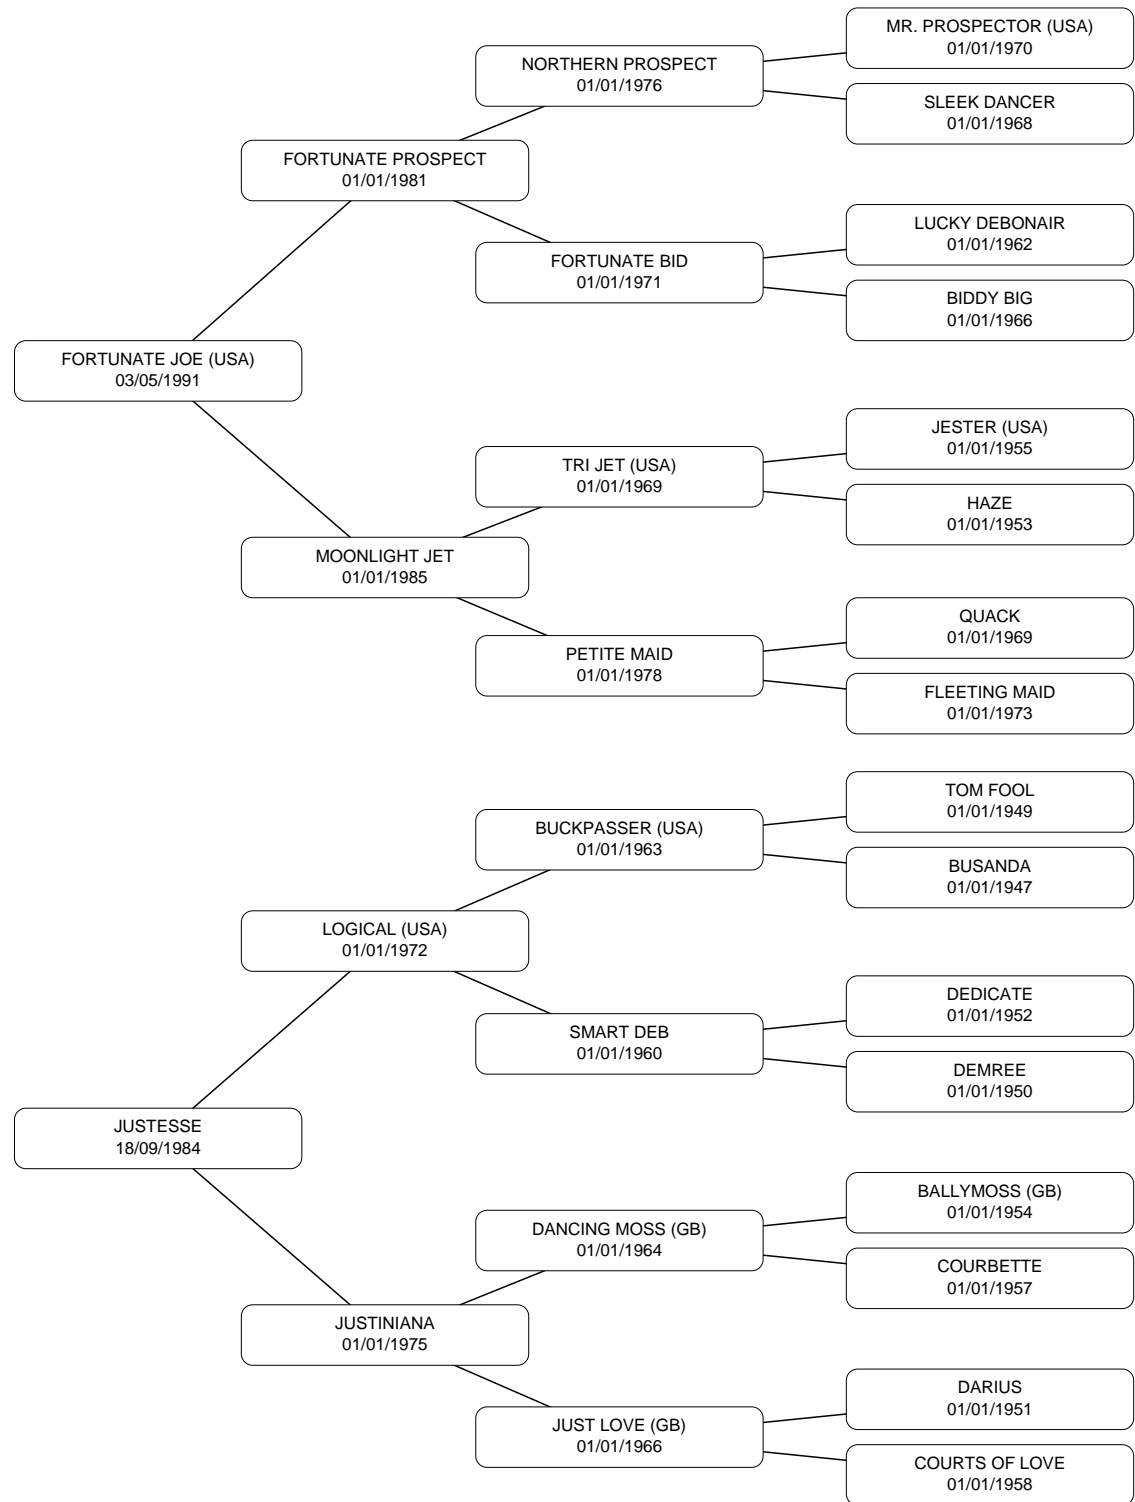 MR. PROSPECTOR (USA)
01/01/1970
NORTHERN PROSPECT
01/01/1976
SLEEK DANCER
01/01/1968
FORTUNATE PROSPECT
01/01/1981
LUCKY DEBONAIR
01/01/1962
FORTUNATE BID
01/01/1971
BIDDY BIG
01/01/1966
FORTUNATE JOE (USA)
03/05/1991
JESTER (USA)
01/01/1955
TRI JET (USA)
01/01/1969
HAZE
01/01/1953
MOONLIGHT JET
01/01/1985
QUACK
01/01/1969
PETITE MAID
01/01/1978
FLEETING MAID
01/01/1973
TOM FOOL
01/01/1949
BUCKPASSER (USA)
01/01/1963
BUSANDA
01/01/1947
LOGICAL (USA)
01/01/1972
DEDICATE
01/01/1952
SMART DEB
01/01/1960
DEMREE
01/01/1950
JUSTESSE
18/09/1984
BALLYMOSS (GB)
01/01/1954
DANCING MOSS (GB)
01/01/1964
COURBETTE
01/01/1957
JUSTINIANA
01/01/1975
DARIUS
01/01/1951
JUST LOVE (GB)
01/01/1966
COURTS OF LOVE
01/01/1958